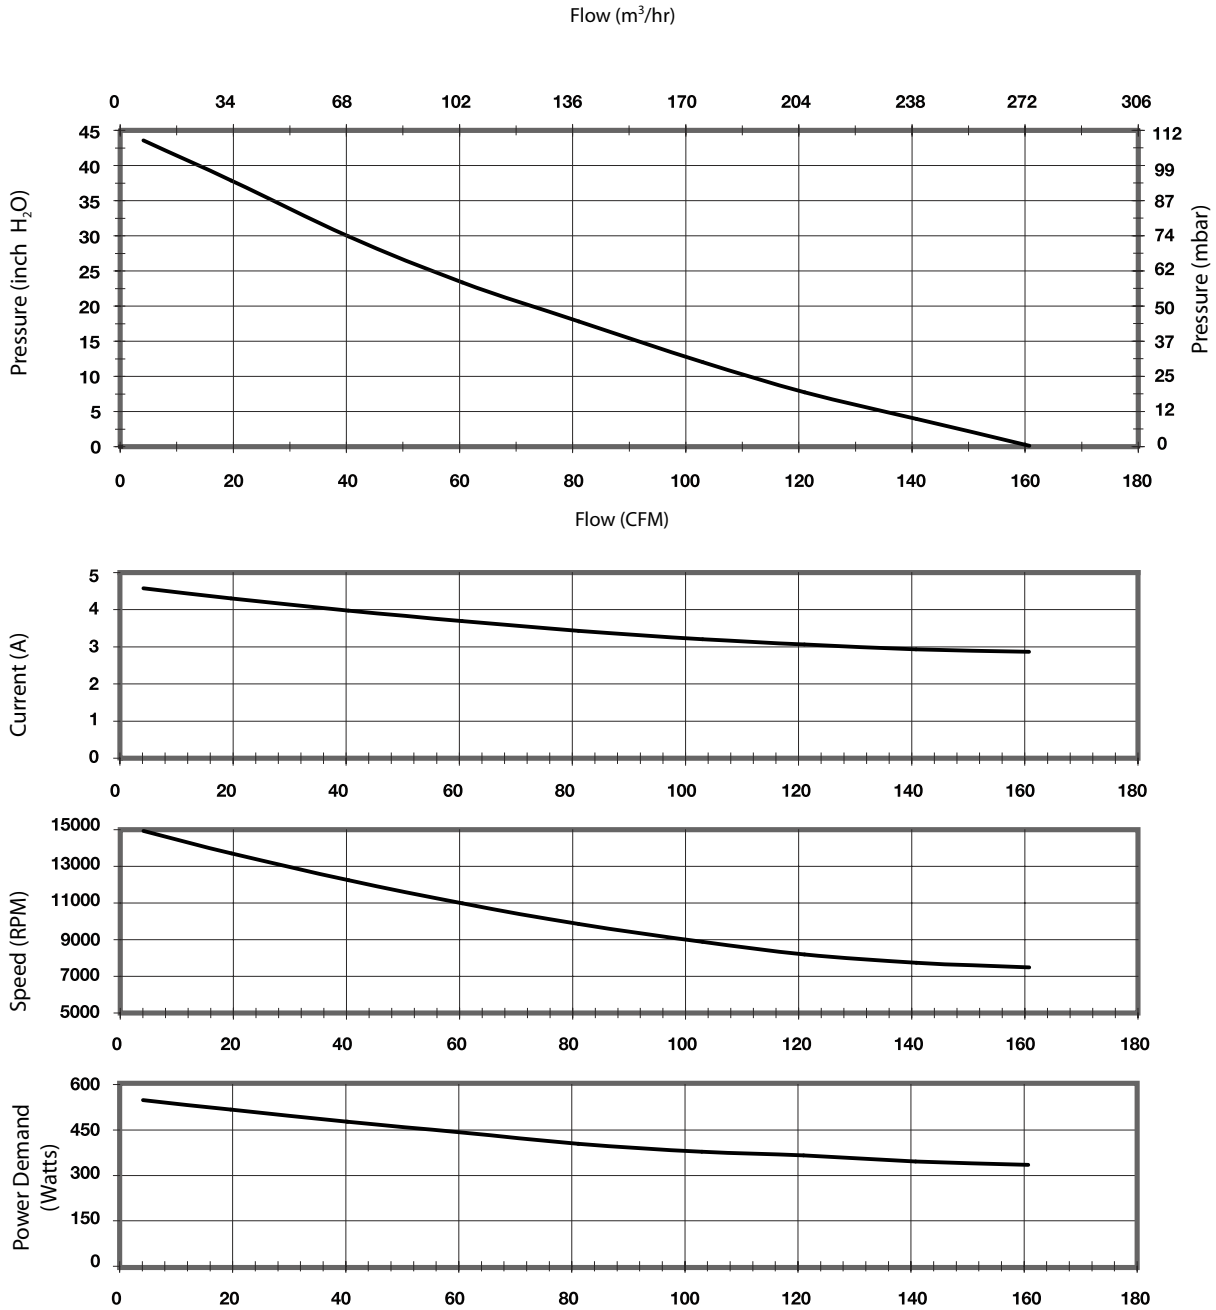 Flow (m³/hr)
0 34 68 102 136 170 204 238 272 306
Pressure (inch H₂O)
45
40
35
30
25
20
15
10
5
0
112
99
87
74
62
50
37
25
12
0
Pressure (mbar)
0 20 40 60 80 100 120 140 160 180
Flow (CFM)
Current (A)
5
4
3
2
1
0
0 20 40 60 80 100 120 140 160 180
Speed (RPM)
15000
13000
11000
9000
7000
5000
0 20 40 60 80 100 120 140 160 180
Power Demand
(Watts)
600
450
300
150
0
0 20 40 60 80 100 120 140 160 180